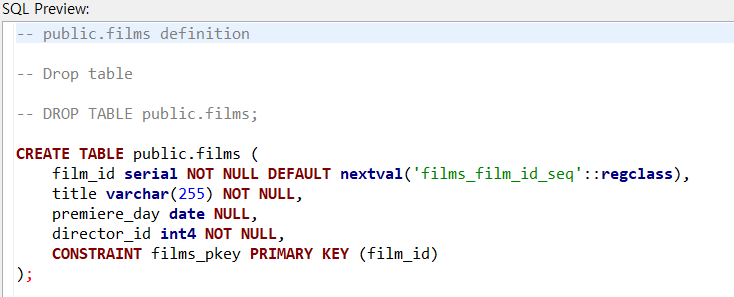 SQL Preview:
-- public.films definition
-- Drop table
-- DROP TABLE public.films;
CREATE TABLE public.films (
film_id serial NOT NULL DEFAULT nextval('films_film_id_seq'::regclass),
title varchar(255) NOT NULL,
premiere_day date NULL,
director_id int4 NOT NULL,
CONSTRAINT films_pkey PRIMARY KEY (film_id)
);